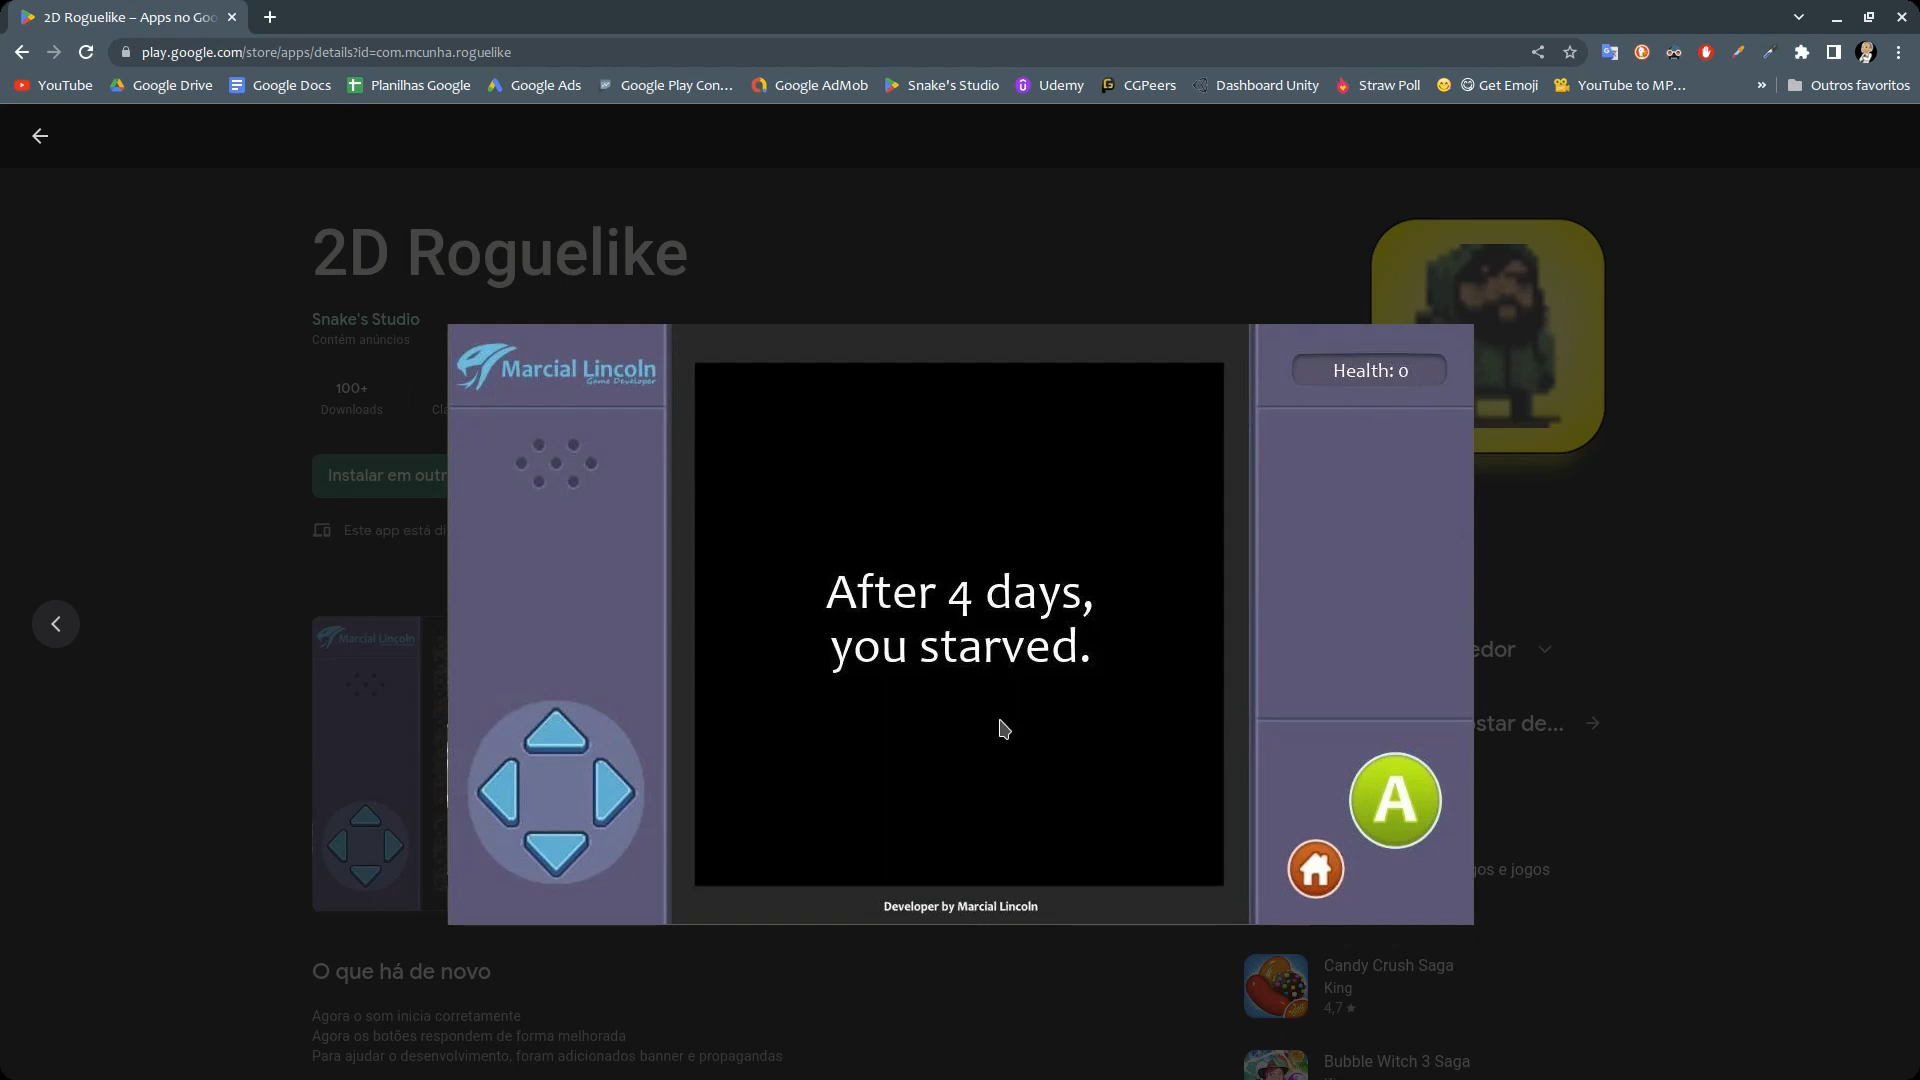 2D Roguelike – Apps no Goo
play.google.com/store/apps/details?id=com.mcunha.roguelike
YouTube
Google Drive
Google Docs
Planilhas Google
Google Ads
Google Play Con...
Google AdMob
Snake's Studio
Udemy
CGPeers
Dashboard Unity
Straw Poll
Get Emoji
YouTube to MP...
»
Outros favoritos
2D Roguelike
Snake's Studio
Contém anúncios
100+
Downloads
Cla
Instalar em outr
Este app está di
Marcial Lincoln
Game Developer
Health: 0
After 4 days,
you starved.
A
Developer by Marcial Lincoln
Marcial Lincoln
edor
star de...
os e jogos
O que há de novo
Agora o som inicia corretamente
Agora os botões respondem de forma melhorada
Para ajudar o desenvolvimento, foram adicionados banner e propagandas
Candy Crush Saga
King
4,7 ★
Bubble Witch 3 Saga